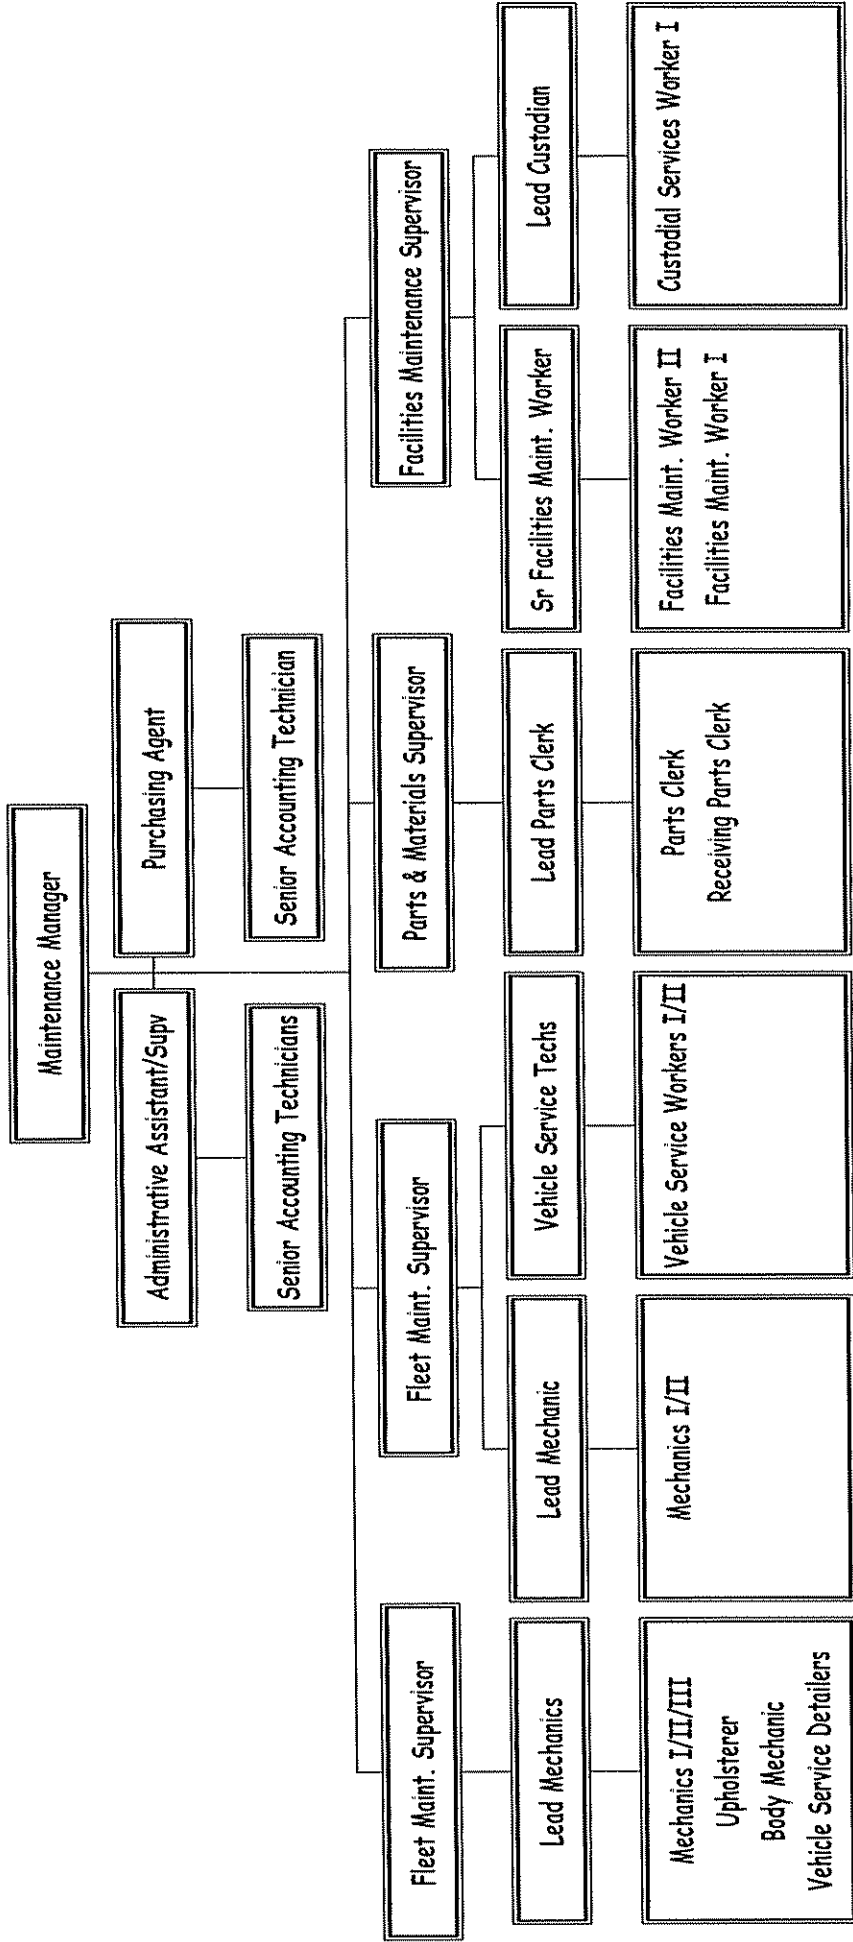 Maintenance Manager
Administrative Assistant/Supv
Purchasing Agent
Senior Accounting Technicians
Senior Accounting Technician
Fleet Maint. Supervisor
Fleet Maint. Supervisor
Parts & Materials Supervisor
Facilities Maintenance Supervisor
Lead Mechanics
Lead Mechanic
Vehicle Service Techs
Lead Parts Clerk
Sr Facilities Maint. Worker
Lead Custodian
Mechanics I/II/III
Upholsterer
Body Mechanic
Vehicle Service Detailers
Mechanics I/II
Vehicle Service Workers I/II
Parts Clerk
Receiving Parts Clerk
Facilities Maint. Worker II
Facilities Maint. Worker I
Custodial Services Worker I